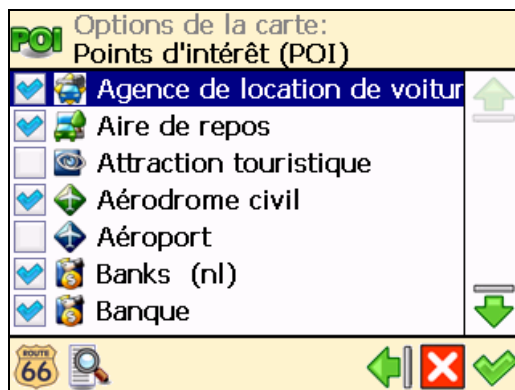 POI
Options de la carte:
Points d'intérêt (POI)
Agence de location de voitur
Aire de repos
Attraction touristique
Aérodrome civil
Aéroport
Banks (nl)
Banque
ROUTE
66